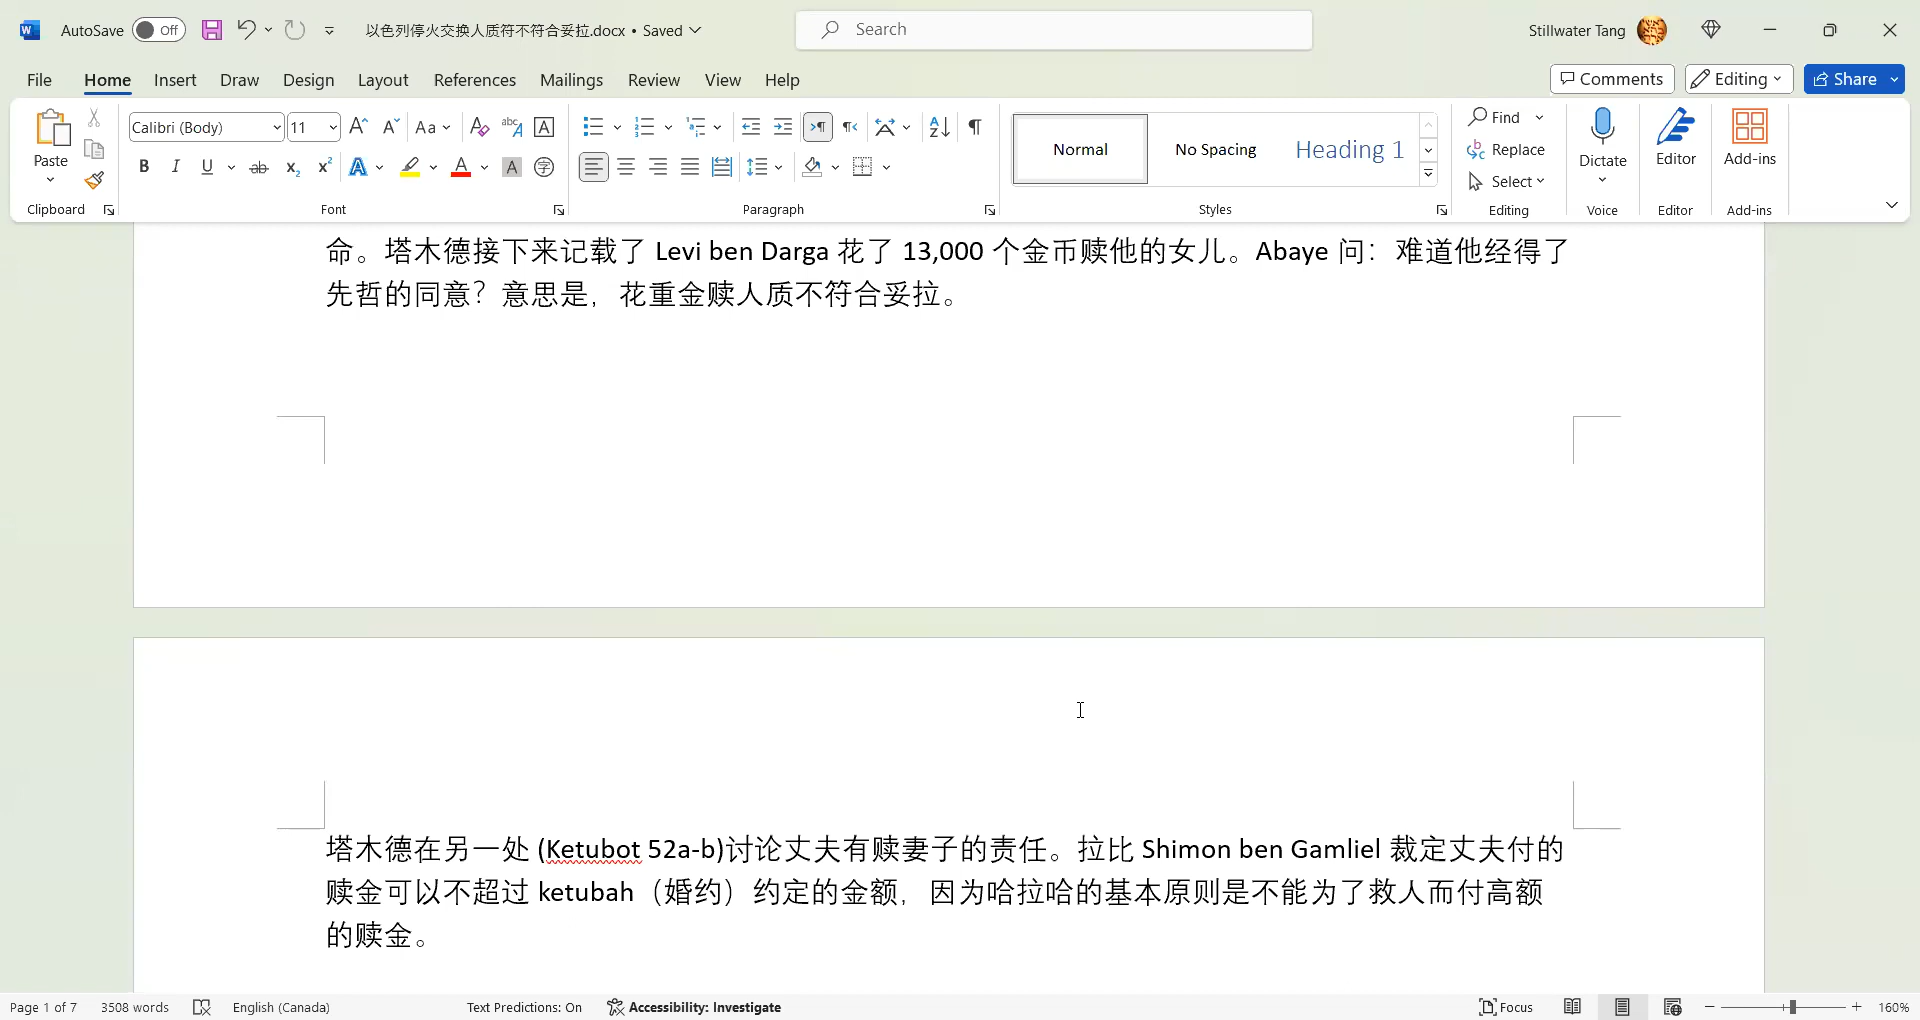 AutoSave Off 以色列停火交换人质符不符合妥拉.docx • Saved Search Stillwater Tang
File Home Insert Draw Design Layout References Mailings Review View Help Comments Editing Share
Paste Calibri (Body) 11 Normal No Spacing Heading 1 Find Replace Select Dictate Editor Add-ins
Clipboard Font Paragraph Styles Editing Voice Editor Add-ins
命。塔木德接下来记载了 Levi ben Darga 花了 13,000 个金币赎他的女儿。Abaye 问：难道他经得了
先哲的同意？意思是，花重金赎人质不符合妥拉。
塔木德在另一处 (Ketubot 52a-b)讨论丈夫有赎妻子的责任。拉比 Shimon ben Gamliel 裁定丈夫付的
赎金可以不超过 ketubah（婚约）约定的金额，因为哈拉哈的基本原则是不能为了救人而付高额
的赎金。
Page 1 of 7 3508 words English (Canada) Text Predictions: On Accessibility: Investigate Focus 160%